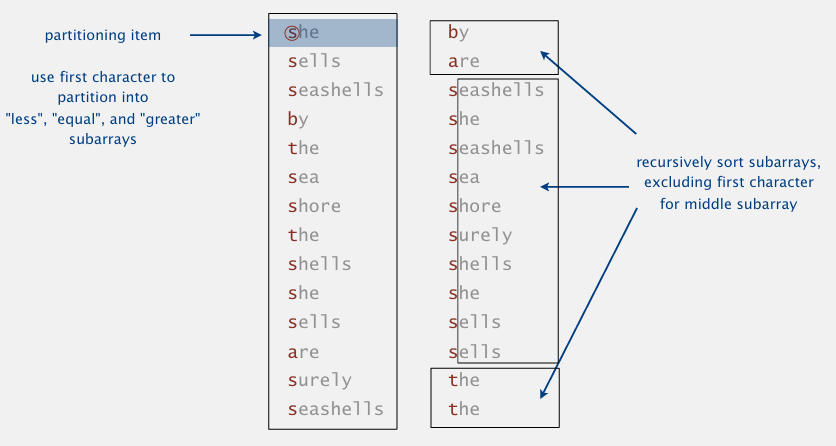 partitioning item
use first character to
partition into
"less", "equal", and "greater"
subarrays
she
sells
seashells
by
the
sea
shore
the
shells
she
sells
are
surely
seashells
by
are
seashells
she
seashells
sea
shore
surely
shells
she
sells
sells
the
the
recursively sort subarrays,
excluding first character
for middle subarray